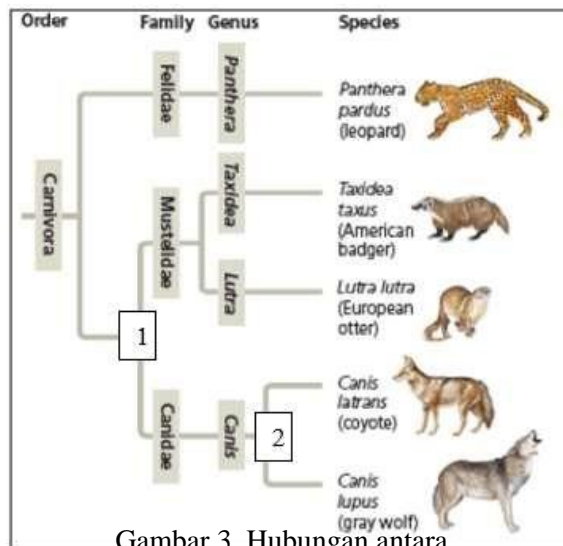 Order Family Genus Species
Felidae
Panthera
Panthera
pardus
(leopard)
Carnivora
Mustelidae
Taxidea
Taxidea
taxus
(American
badger)
Lutra
Lutra lutra
(European
otter)
1
Canidae
Canis
2
Canis
latrans
(coyote)
Canis
lupus
(gray wolf)
Gambar 3. Hubungan antara